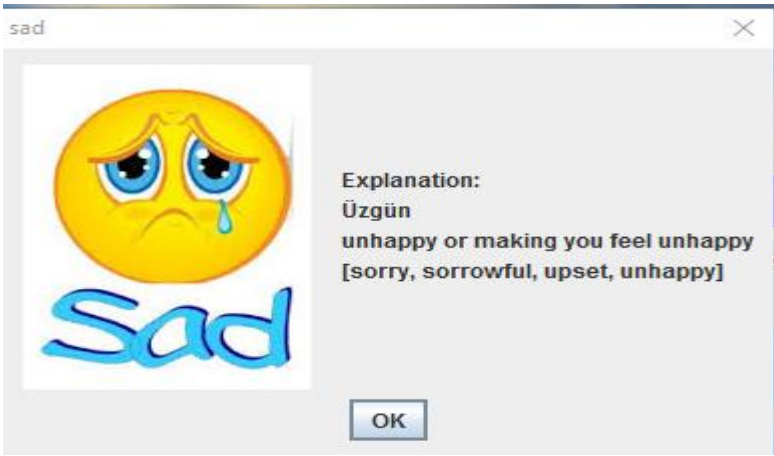 sad
Sad
Explanation:
Üzgün
unhappy or making you feel unhappy
[sorry, sorrowful, upset, unhappy]
OK